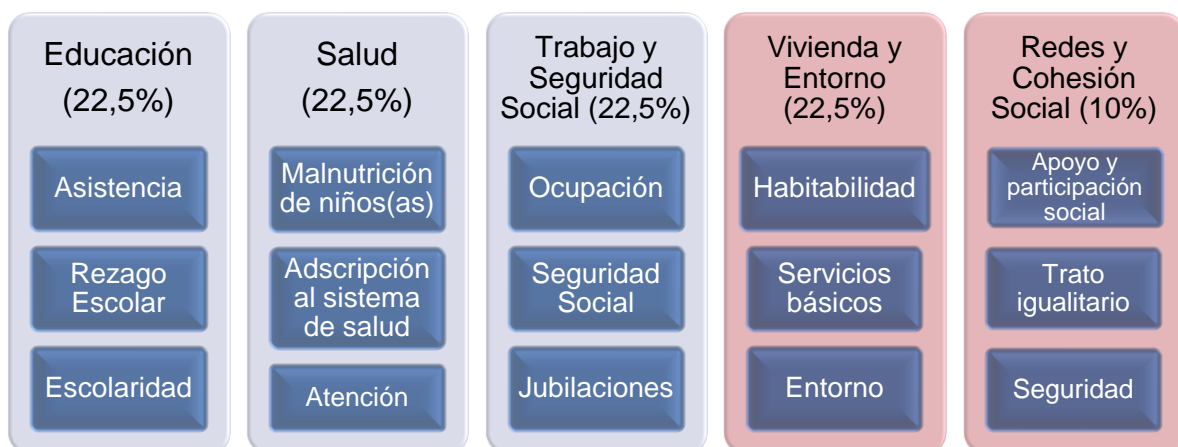 Educación
(22,5%)
Asistencia
Rezago
Escolar
Escolaridad
Salud
(22,5%)
Malnutrición
de niños(as)
Adscripción
al sistema
de salud
Atención
Trabajo y
Seguridad
Social (22,5%)
Ocupación
Seguridad
Social
Jubilaciones
Vivienda y
Entorno
(22,5%)
Habitabilidad
Servicios
básicos
Entorno
Redes y
Cohesión
Social (10%)
Apoyo y
participación
social
Trato
igualitario
Seguridad